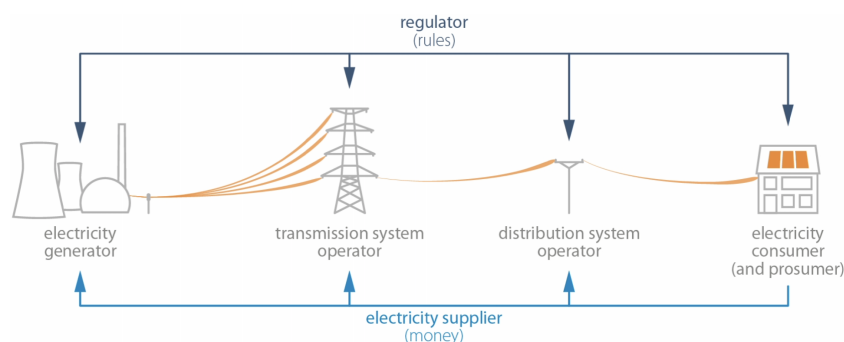 regulator
(rules)
electricity
generator
transmission system
operator
distribution system
operator
electricity
consumer
(and prosumer)
electricity supplier
(money)